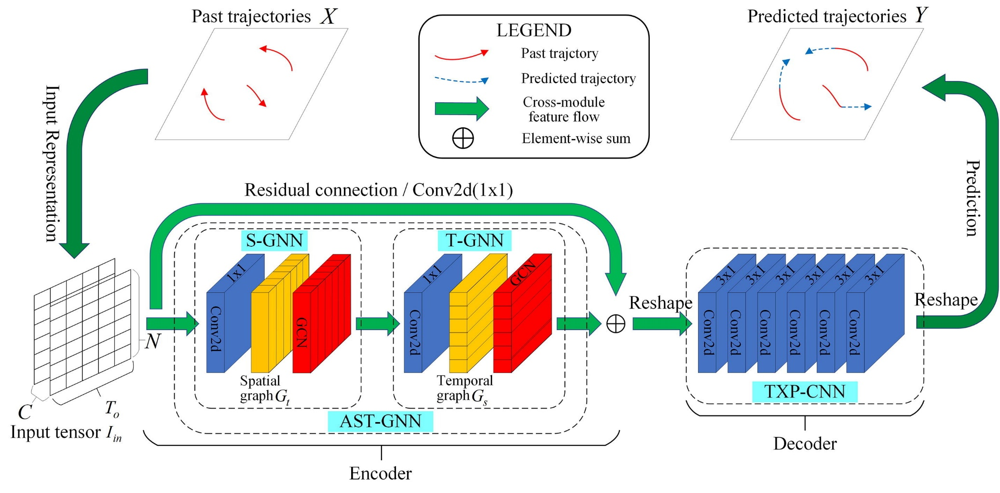 Past trajectories X
LEGEND
Past trajctory
Predicted trajectory
Cross-module
feature flow
Element-wise sum
Predicted trajectories Y
Input Representation
Prediction
Residual connection / Conv2d(1x1)
S-GNN
1x1
Conv2d
GCN
Spatial
graph G_t
T-GNN
1x1
Conv2d
GCN
Temporal
graph G_s
AST-GNN
N
C
T_o
Input tensor I_in
Encoder
Reshape
3x1
3x1
3x1
3x1
3x1
3x1
Conv2d
Conv2d
Conv2d
Conv2d
Conv2d
Conv2d
TXP-CNN
Reshape
Decoder